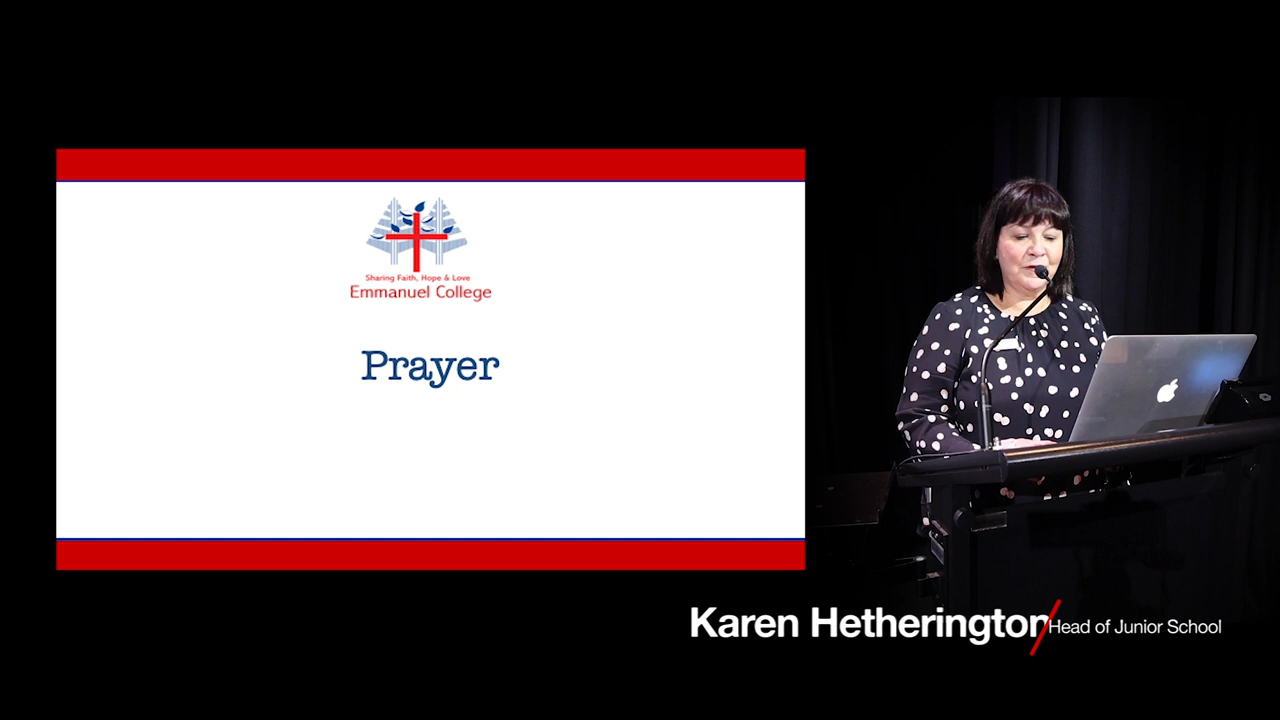 Sharing Faith, Hope & Love
Emmanuel College
Prayer
Karen Hetherington
Head of Junior School